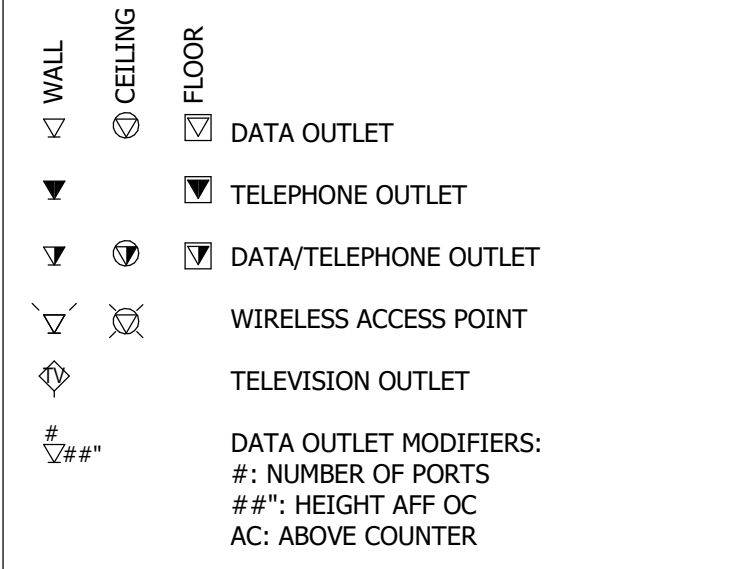 WALL CEILING FLOOR
DATA OUTLET
TELEPHONE OUTLET
DATA/TELEPHONE OUTLET
WIRELESS ACCESS POINT
TV TELEVISION OUTLET
#
##" DATA OUTLET MODIFIERS:
#: NUMBER OF PORTS
##": HEIGHT AFF OC
AC: ABOVE COUNTER